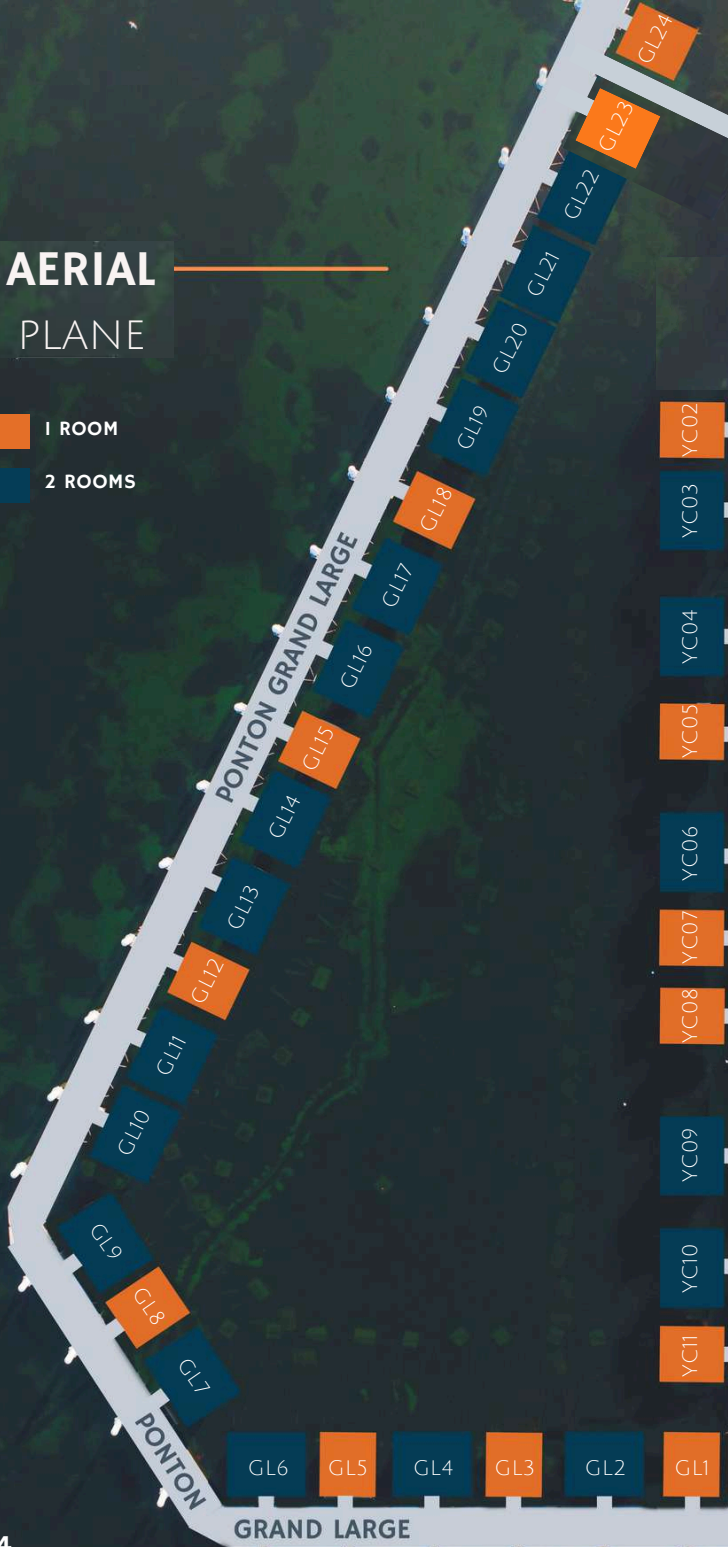 AERIAL
PLANE
1 ROOM
2 ROOMS
GL24
GL23
GL22
GL21
GL20
GL19
GL18
GL17
GL16
GL15
GL14
GL13
GL12
GL11
GL10
GL9
GL8
GL7
GL6
GL5
GL4
GL3
GL2
GL1
YC02
YC03
YC04
YC05
YC06
YC07
YC08
YC09
YC10
YC11
PONTON GRAND LARGE
PONTON
GRAND LARGE